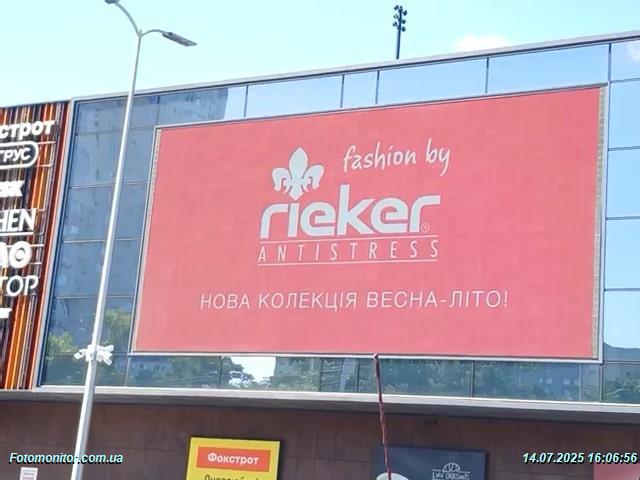 fashion by
rieker®
ANTISTRESS
НОВА КОЛЕКЦІЯ ВЕСНА-ЛІТО!
Фокстрот
Fotomonitor.com.ua
14.07.2025 16:06:56